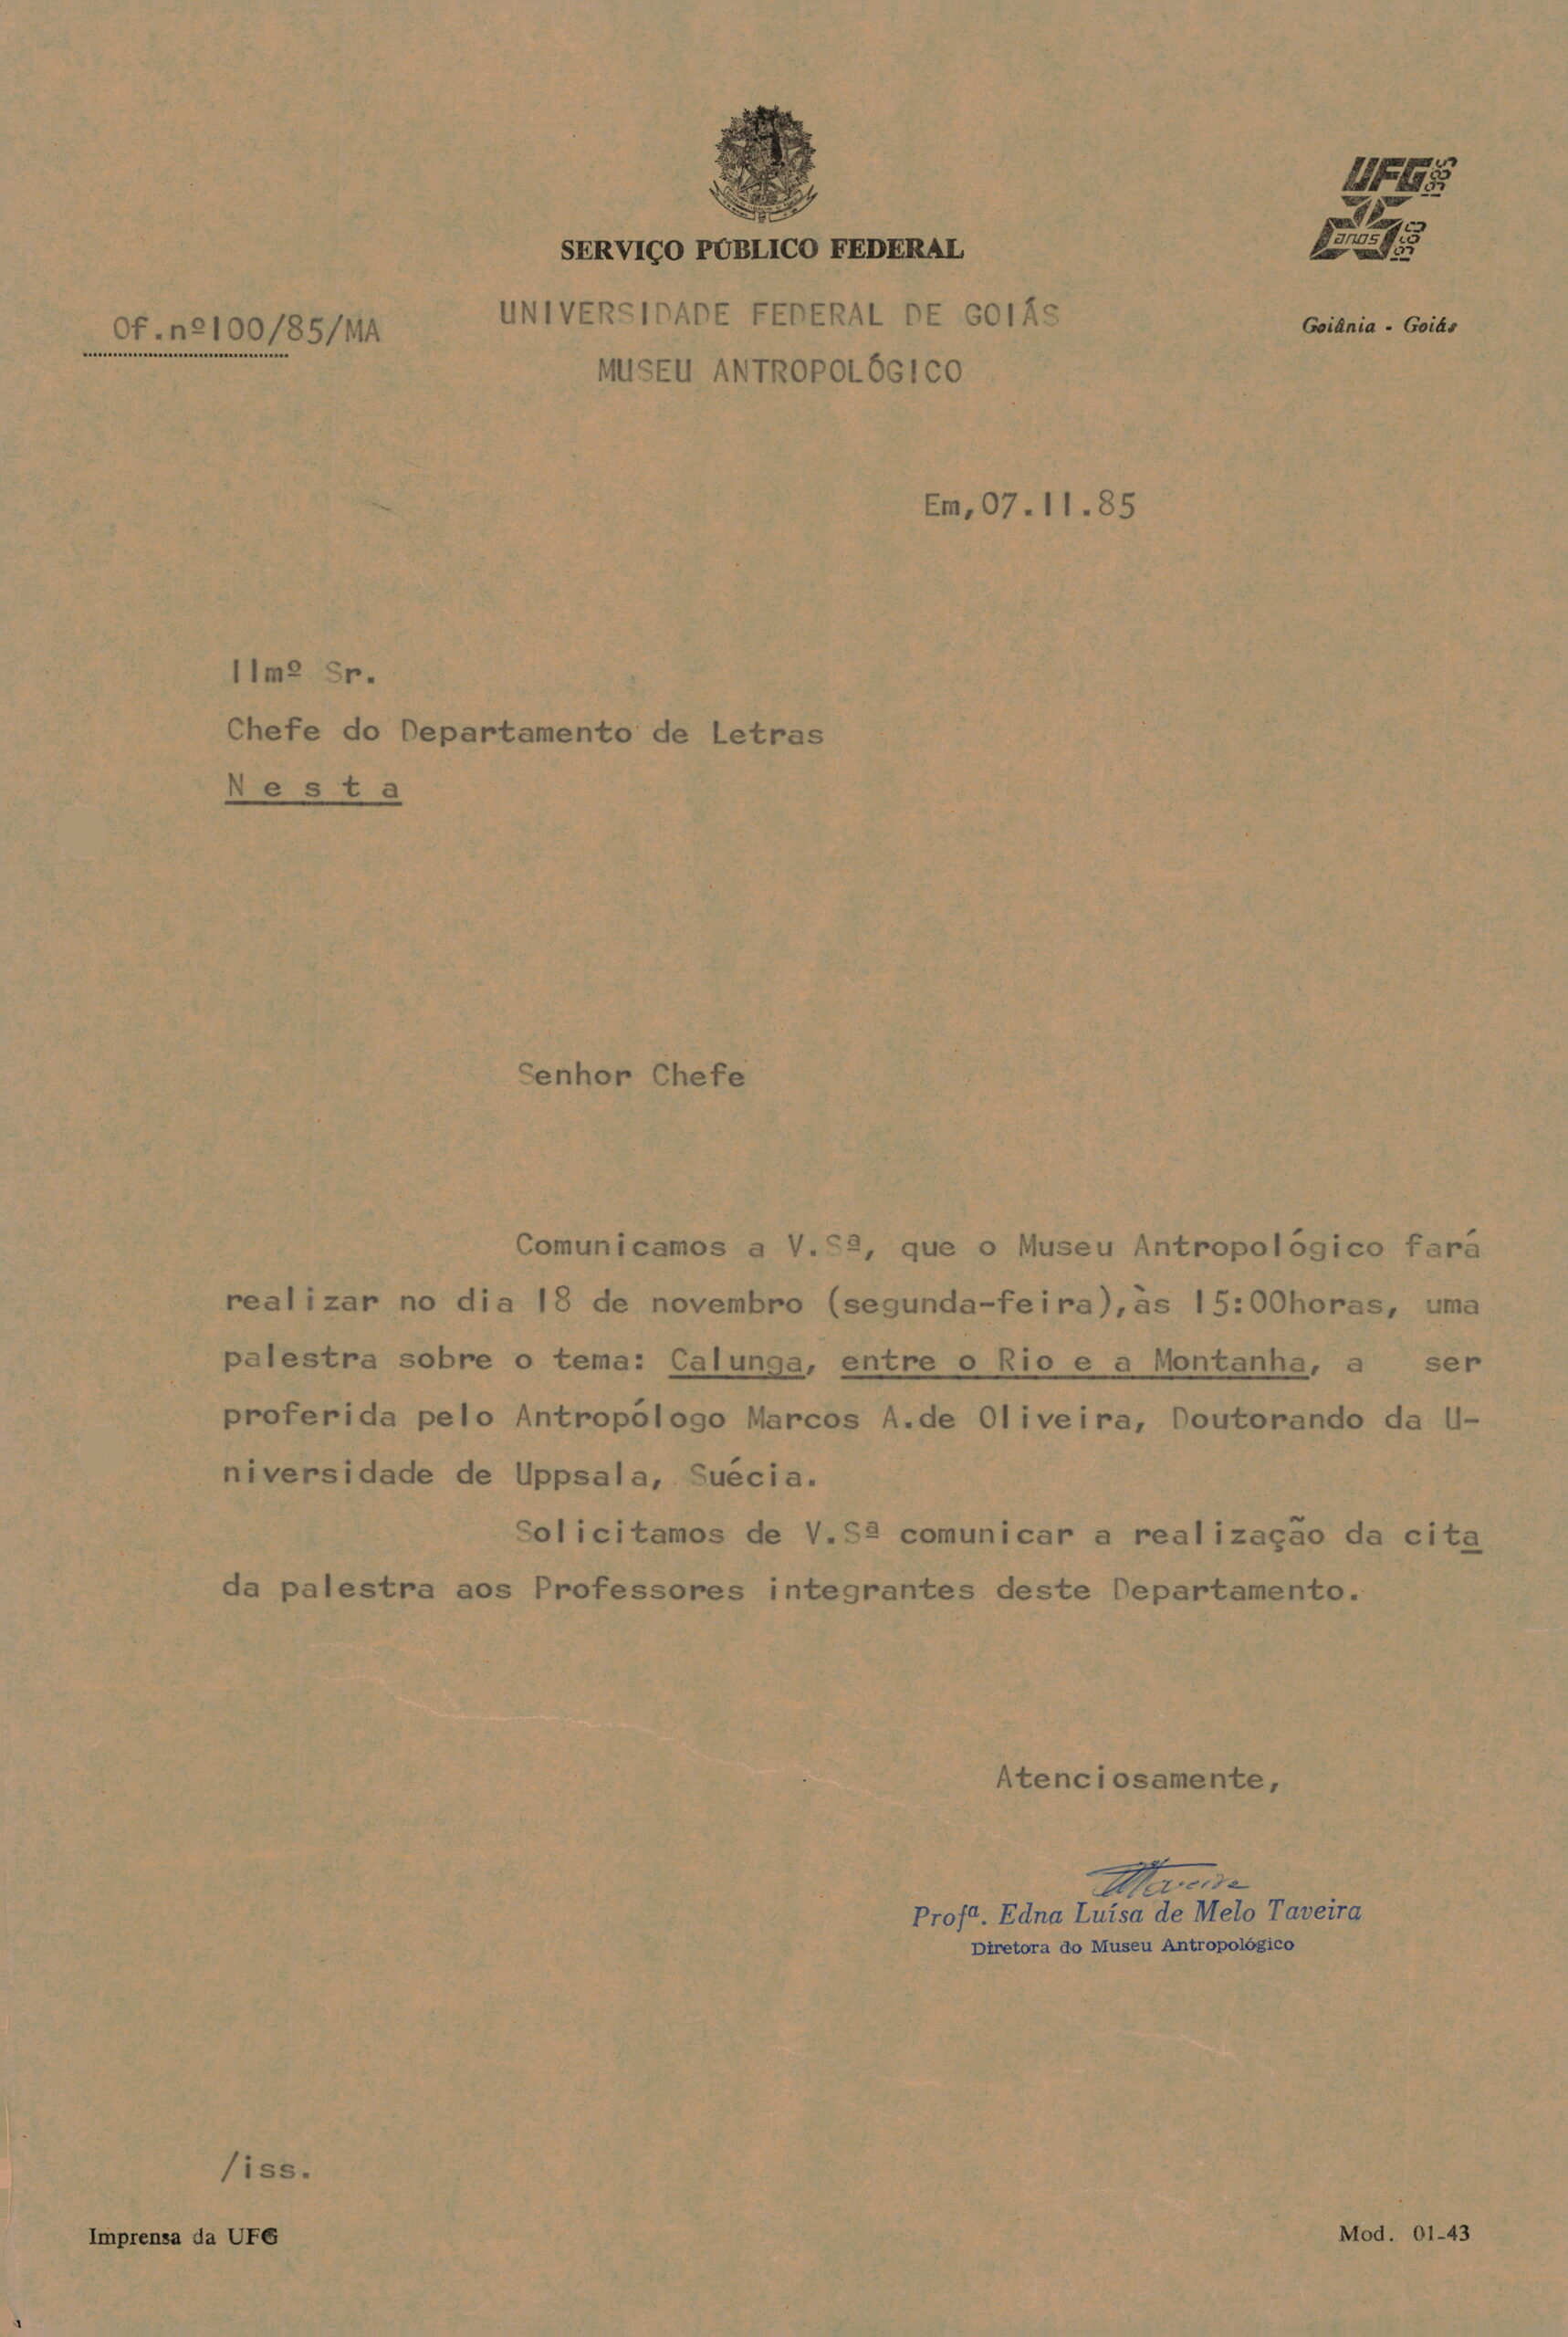 UFG 1985
anos 1960
SERVIÇO PÚBLICO FEDERAL
Of.nº100/85/MA
UNIVERSIDADE FEDERAL DE GOIÁS
Goiânia - Goiás
MUSEU ANTROPOLÓGICO
Em,07.11.85
Ilmº Sr.
Chefe do Departamento de Letras
N e s t a
Senhor Chefe
Comunicamos a V.Sª, que o Museu Antropológico fará
realizar no dia 18 de novembro (segunda-feira),às 15:00horas, uma
palestra sobre o tema: Calunga, entre o Rio e a Montanha, a ser
proferida pelo Antropólogo Marcos A.de Oliveira, Doutorando da U-
niversidade de Uppsala, Suécia.
Solicitamos de V.Sª comunicar a realização da cita
da palestra aos Professores integrantes deste Departamento.
Atenciosamente,
Taveira
Profª. Edna Luísa de Melo Taveira
Diretora do Museu Antropológico
/iss.
Imprensa da UFG
Mod. 01-43